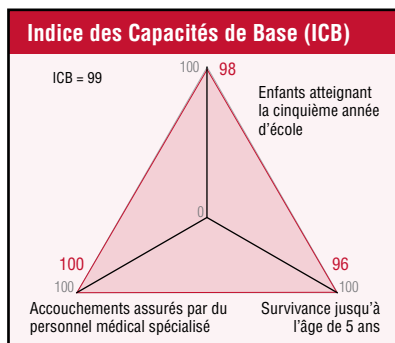 Indice des Capacités de Base (ICB)
ICB = 99
100
98
Enfants atteignant
la cinquième année
d'école
0
100
100
96
100
Accouchements assurés par du
personnel médical spécialisé
Survivance jusqu'à
l'âge de 5 ans